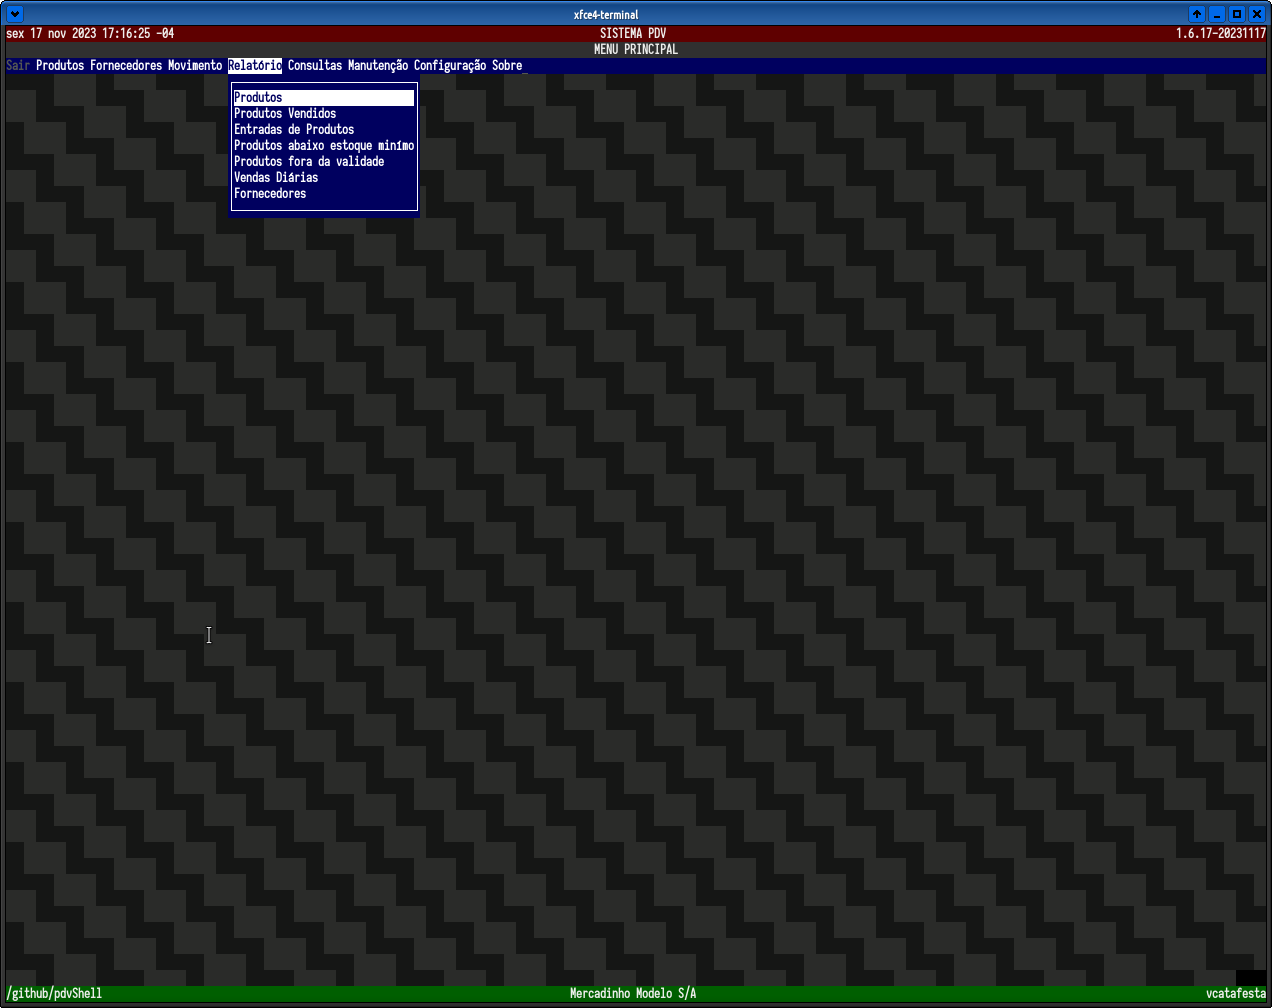 xfce4-terminal
sex 17 nov 2023 17:16:25 -04 SISTEMA PDV 1.6.17-20231117
MENU PRINCIPAL
Sair Produtos Fornecedores Movimento Relatório Consultas Manutenção Configuração Sobre_
Produtos
Produtos Vendidos
Entradas de Produtos
Produtos abaixo estoque minimo
Produtos fora da validade
Vendas Diárias
Fornecedores
/github/pdvShell Mercadinho Modelo S/A vcatafesta